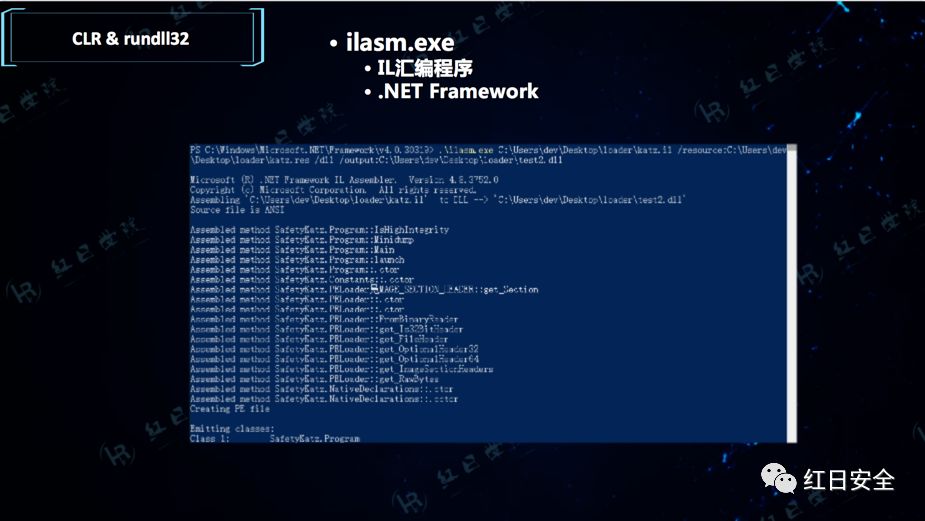 CLR & rundll32
• ilasm.exe
• IL汇编程序
• .NET Framework
PS C:\Windows\Microsoft.NET\Framework\v4.0.30319> .\ilasm.exe C:\Users\dev\Desktop\loader\katz.il /resource:C:\Users\dev
\Desktop\loader\katz.res /dll /output:C:\Users\dev\Desktop\loader\test2.dll
Microsoft (R) .NET Framework IL Assembler. Version 4.8.3752.0
Copyright (c) Microsoft Corporation. All rights reserved.
Assembling 'C:\Users\dev\Desktop\loader\katz.il' to DLL --> 'C:\Users\dev\Desktop\loader\test2.dll'
Source file is ANSI
Assembled method SafetyKatz.Program::IsHighIntegrity
Assembled method SafetyKatz.Program::Minidump
Assembled method SafetyKatz.Program::Main
Assembled method SafetyKatz.Program::launch
Assembled method SafetyKatz.Program::.ctor
Assembled method SafetyKatz.Constants::.cctor
Assembled method SafetyKatz.PELoader MAGE_SECTION_HEADER::get_Section
Assembled method SafetyKatz.PELoader::.ctor
Assembled method SafetyKatz.PELoader::.ctor
Assembled method SafetyKatz.PELoader::FromBinaryReader
Assembled method SafetyKatz.PELoader::get_Is32BitHeader
Assembled method SafetyKatz.PELoader::get_FileHeader
Assembled method SafetyKatz.PELoader::get_OptionalHeader32
Assembled method SafetyKatz.PELoader::get_OptionalHeader64
Assembled method SafetyKatz.PELoader::get_ImageSectionHeaders
Assembled method SafetyKatz.PELoader::get_RawBytes
Assembled method SafetyKatz.NativeDeclarations::.ctor
Assembled method SafetyKatz.NativeDeclarations::.cctor
Creating PE file
Emitting classes:
Class 1: SafetyKatz.Program
红日安全